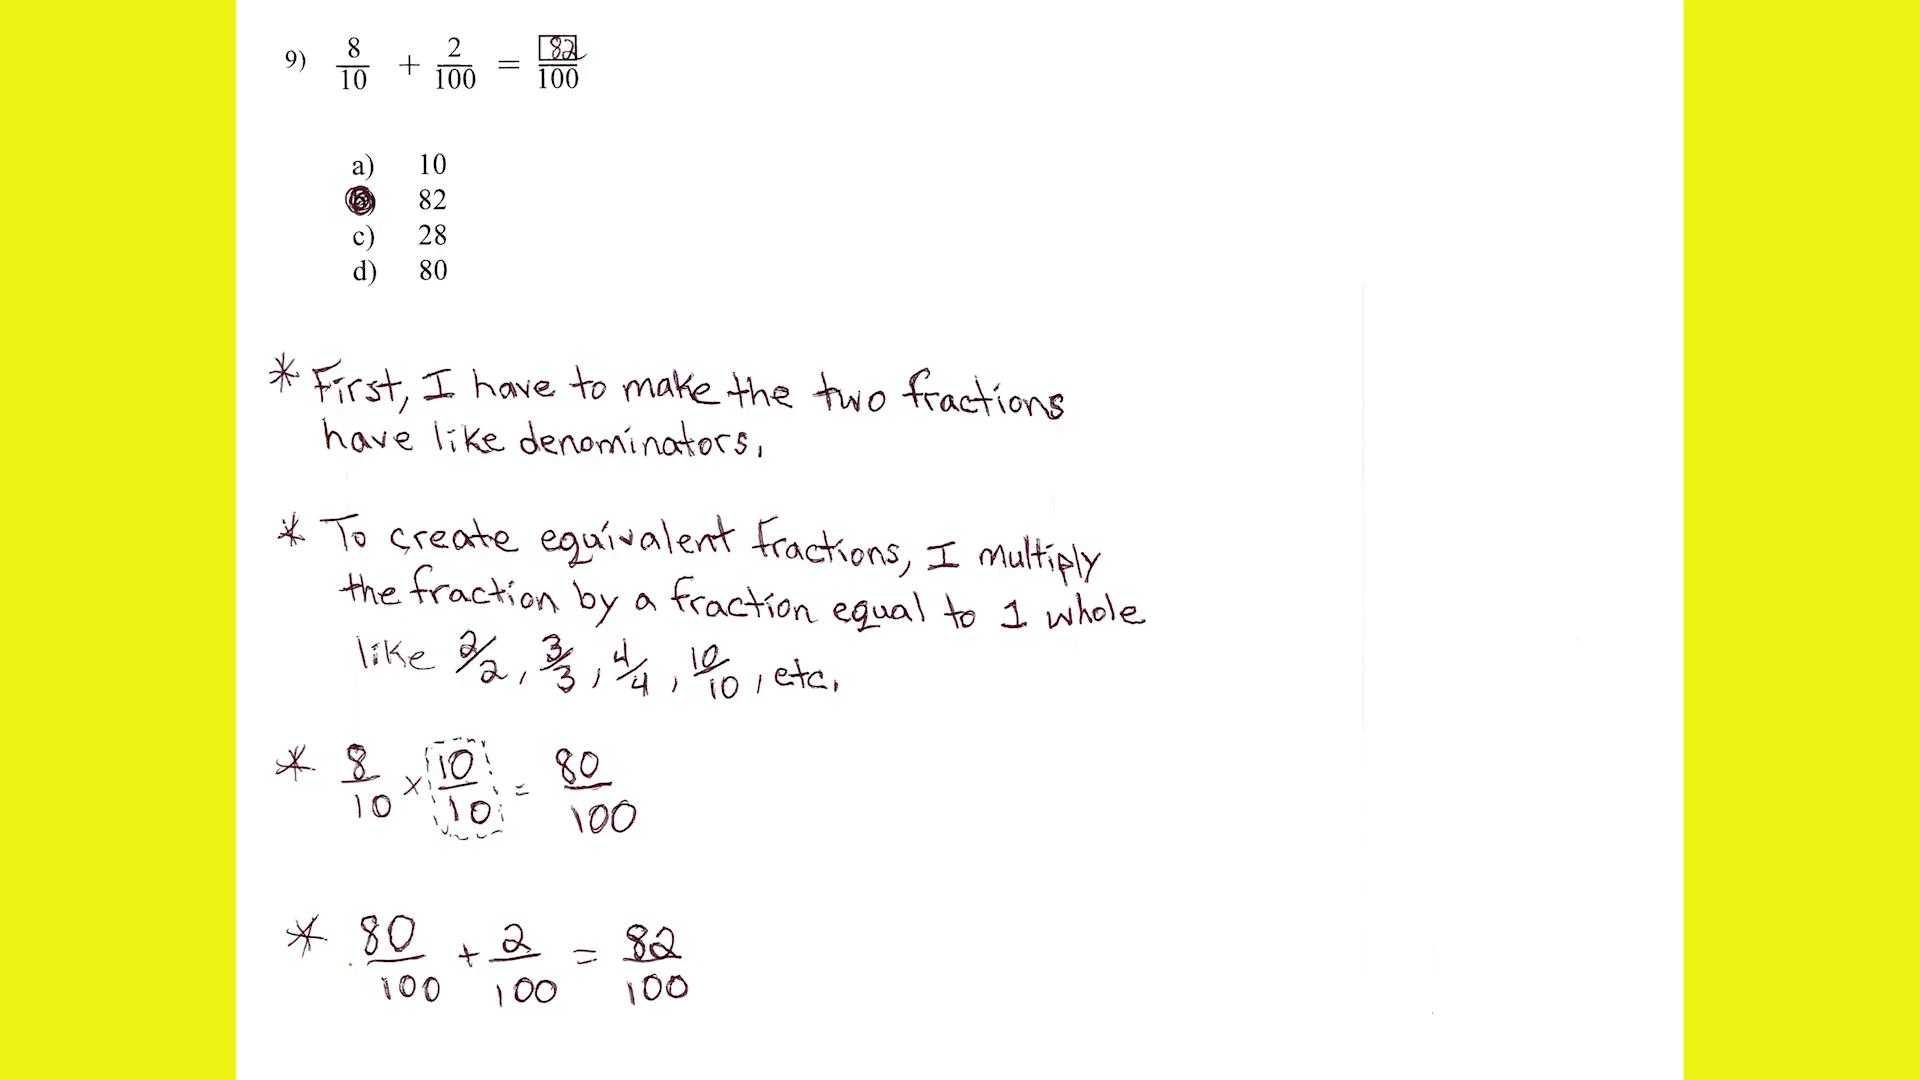 9) 8/10 + 2/100 = 82/100
a) 10
b) 82
c) 28
d) 80
* First, I have to make the two fractions
have like denominators.
* To create equivalent fractions, I multiply
the fraction by a fraction equal to 1 whole
like 2/2, 3/3, 4/4, 10/10, etc.
* 8/10 x 10/10 = 80/100
* 80/100 + 2/100 = 82/100